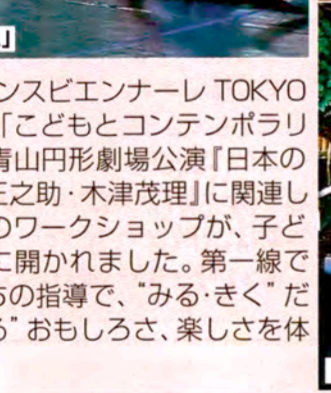 」
ンスビエンナーレ TOKYO
「こどもとコンテンポラリ
青山円形劇場公演『日本の
正之助・木津茂理』に関連し
のワークショップが、子ど
に開かれました。第一線で
ちの指導で、“みる・きく”だ
る”おもしろさ、楽しさを体